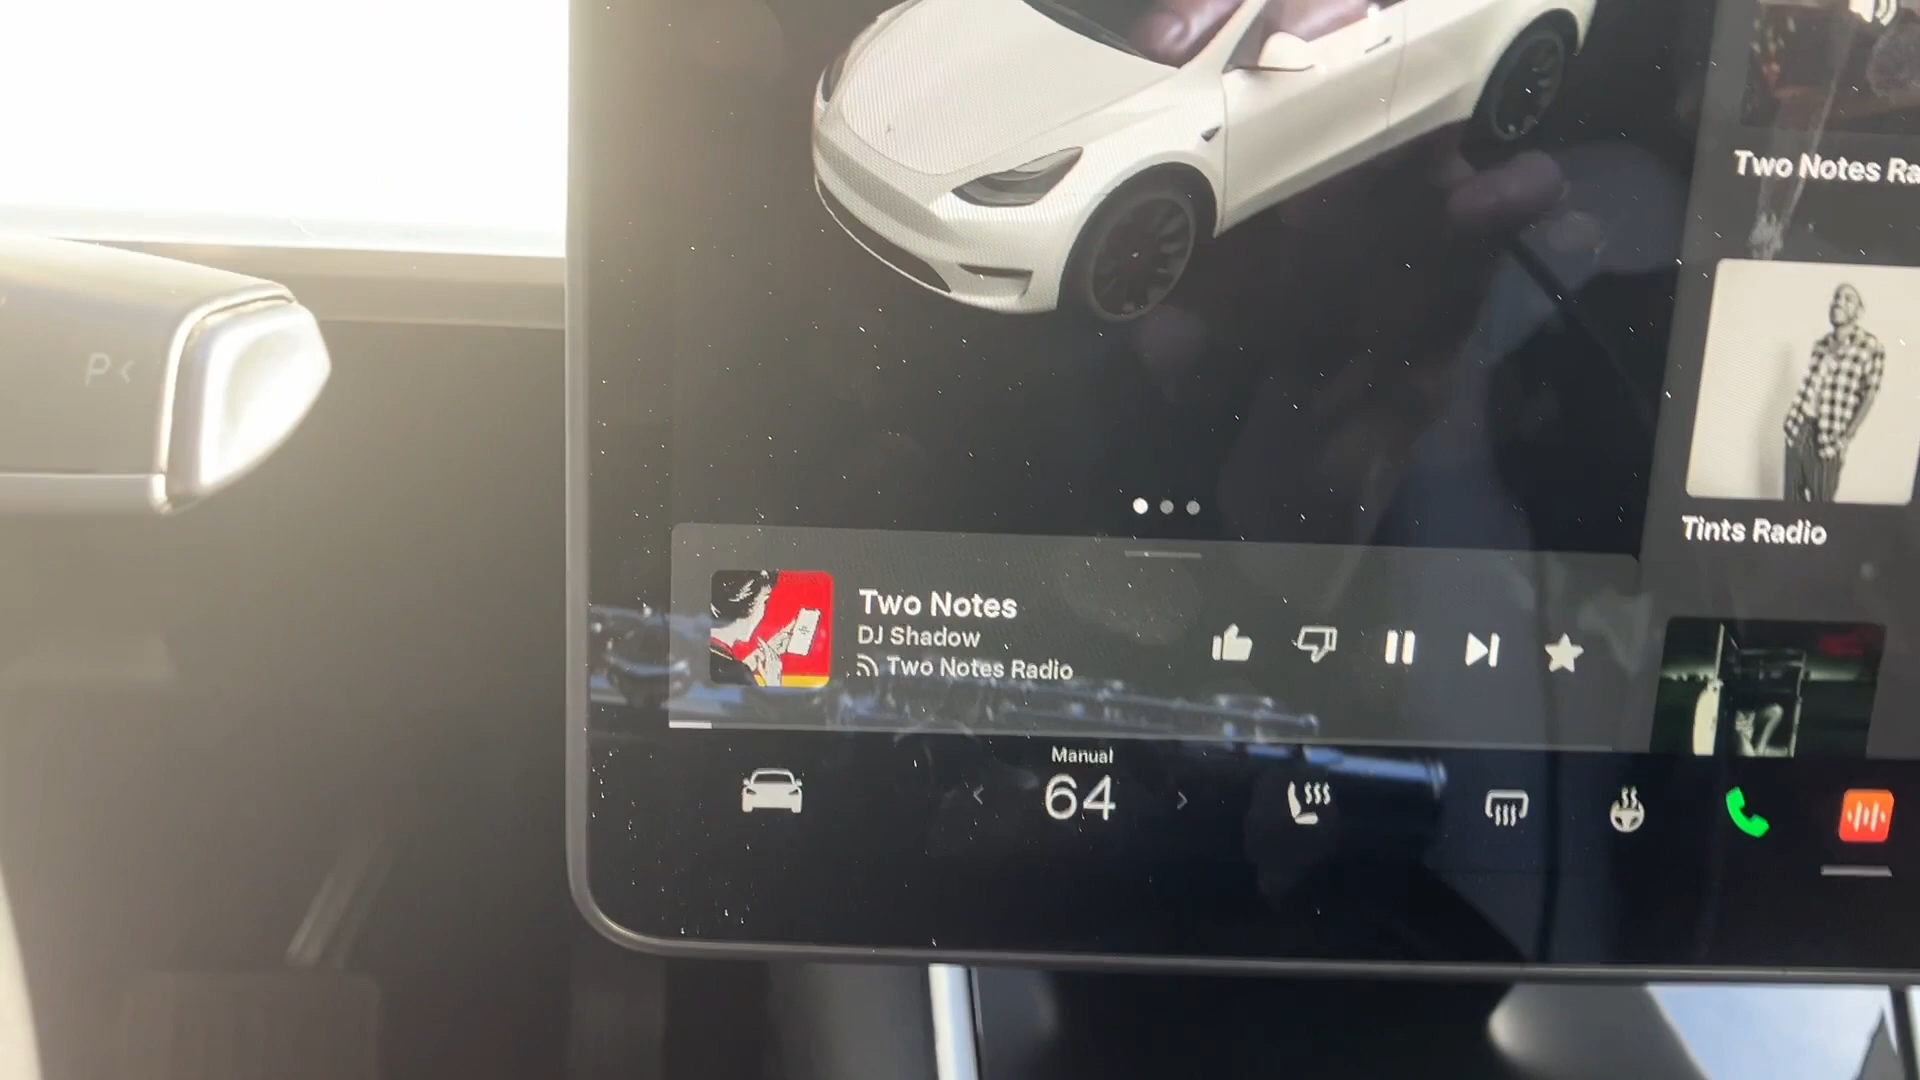 P
Two Notes Ra
Tints Radio
Two Notes
DJ Shadow
Two Notes Radio
Manual
64